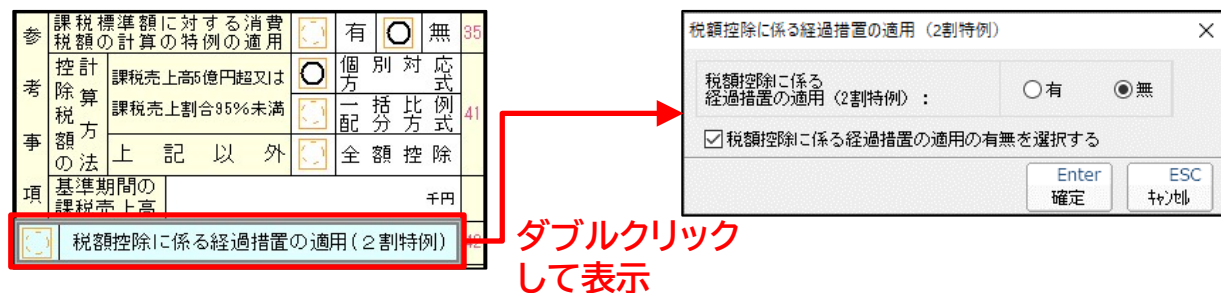 参考事項
課税標準額に対する消費
税額の計算の特例の適用
有
無
35
控除税額の
計算方法
課税売上高5億円超又は
課税売上割合95%未満
個別対応
方式
一括比例
配分方式
41
上記以外
全額控除
基準期間の
課税売上高
千円
税額控除に係る経過措置の適用(2割特例)
42
ダブルクリック
して表示
税額控除に係る経過措置の適用（2割特例）
税額控除に係る
経過措置の適用（2割特例）：
有
無
税額控除に係る経過措置の適用の有無を選択する
Enter
確定
ESC
ｷｬﾝｾﾙ